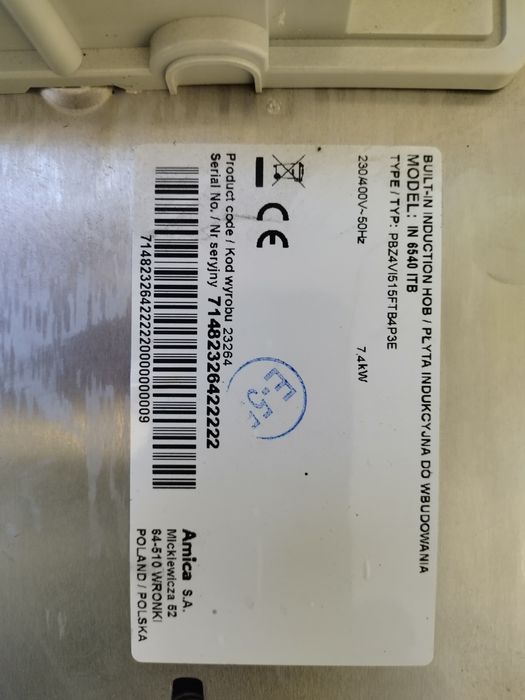 BUILT-IN INDUCTION HOB / PŁYTA INDUKCYJNA DO WBUDOWANIA
MODEL: IN 6540 ITB
TYPE / TYP: PBZ4VI515FTB4P3E
230/400V~50Hz 7,4kW
CE
Product code / Kod wyrobu 23264
Serial No. / Nr seryjny 71482326422222
7148232642222200000000009
Amica S.A.
Mickiewicza 52
64-510 WRONKI
POLAND / POLSKA